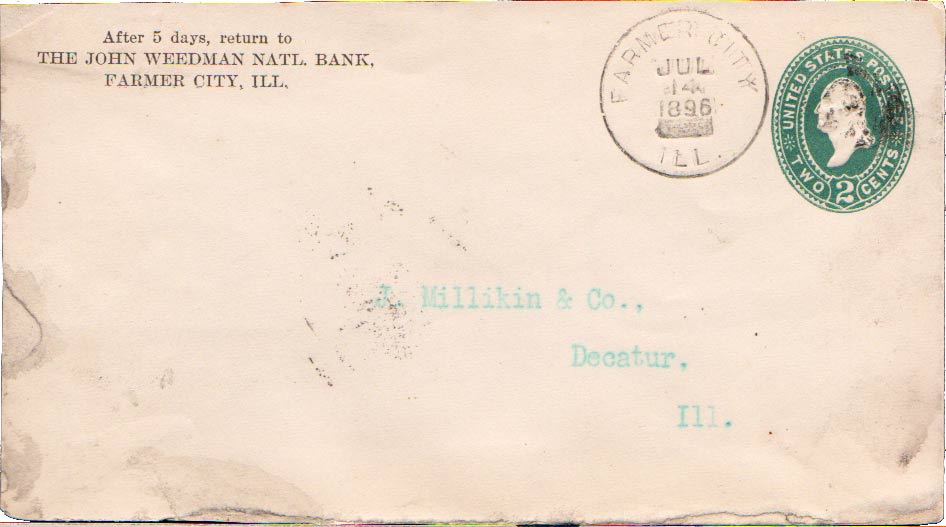 After 5 days, return to
THE JOHN WEEDMAN NATL. BANK,
FARMER CITY, ILL.
FARMER CITY
JUL
14
1896
ILL.
UNITED STATES POST
TWO 2 CENTS
J. Millikin & Co.,
Decatur,
Ill.